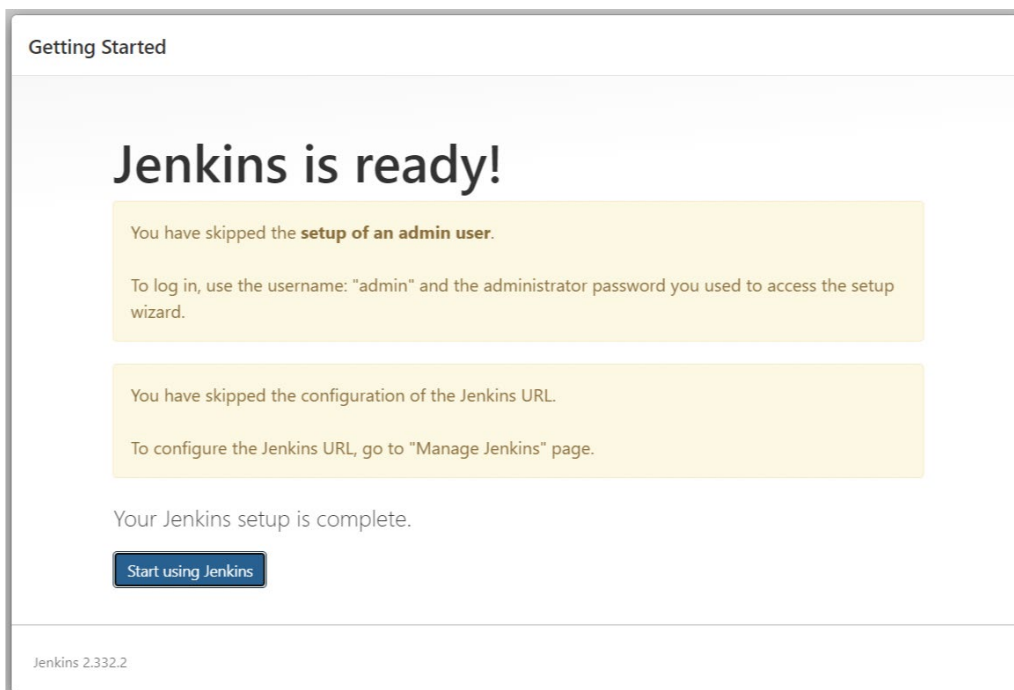 Getting Started
Jenkins is ready!
You have skipped the setup of an admin user.
To log in, use the username: "admin" and the administrator password you used to access the setup
wizard.
You have skipped the configuration of the Jenkins URL.
To configure the Jenkins URL, go to "Manage Jenkins" page.
Your Jenkins setup is complete.
Start using Jenkins
Jenkins 2.332.2